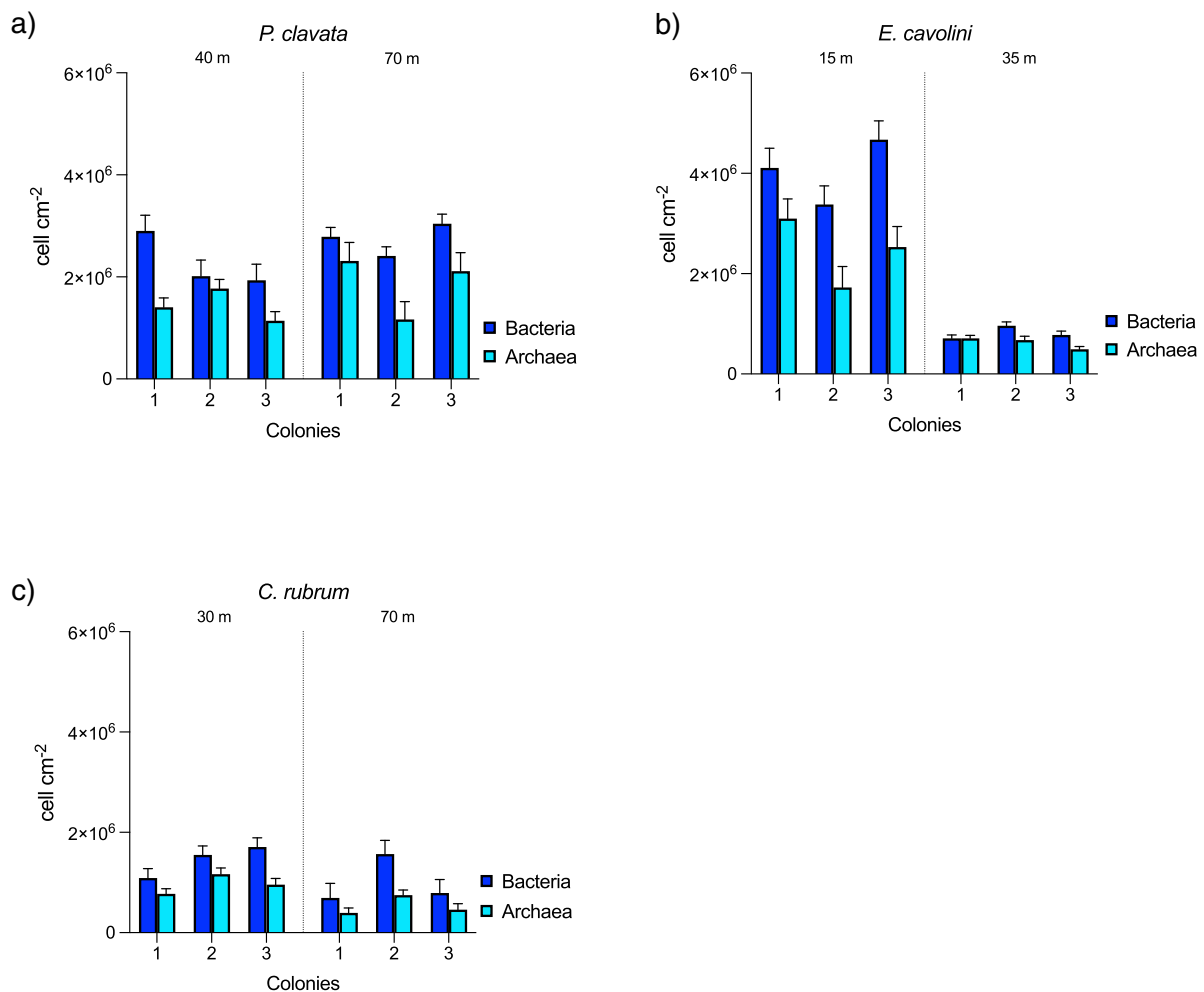 a)
P. clavata
40 m 70 m
6×10⁶
4×10⁶
2×10⁶
0
cell cm⁻²
1 2 3 1 2 3
Colonies
Bacteria
Archaea
b)
E. cavolini
15 m 35 m
6×10⁶
4×10⁶
2×10⁶
0
cell cm⁻²
1 2 3 1 2 3
Colonies
Bacteria
Archaea
c)
C. rubrum
30 m 70 m
6×10⁶
4×10⁶
2×10⁶
0
cell cm⁻²
1 2 3 1 2 3
Colonies
Bacteria
Archaea